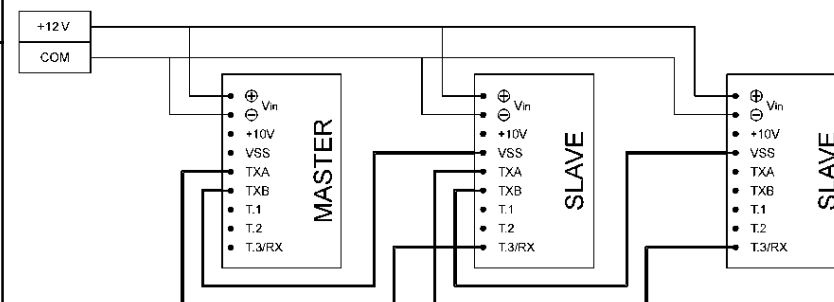 +12V
COM
⊕ Vin
⊖
+10V
VSS
TXA
TXB
T.1
T.2
T.3/RX
MASTER
⊕ Vin
⊖
+10V
VSS
TXA
TXB
T.1
T.2
T.3/RX
SLAVE
⊕ Vin
⊖
+10V
VSS
TXA
TXB
T.1
T.2
T.3/RX
SLAVE